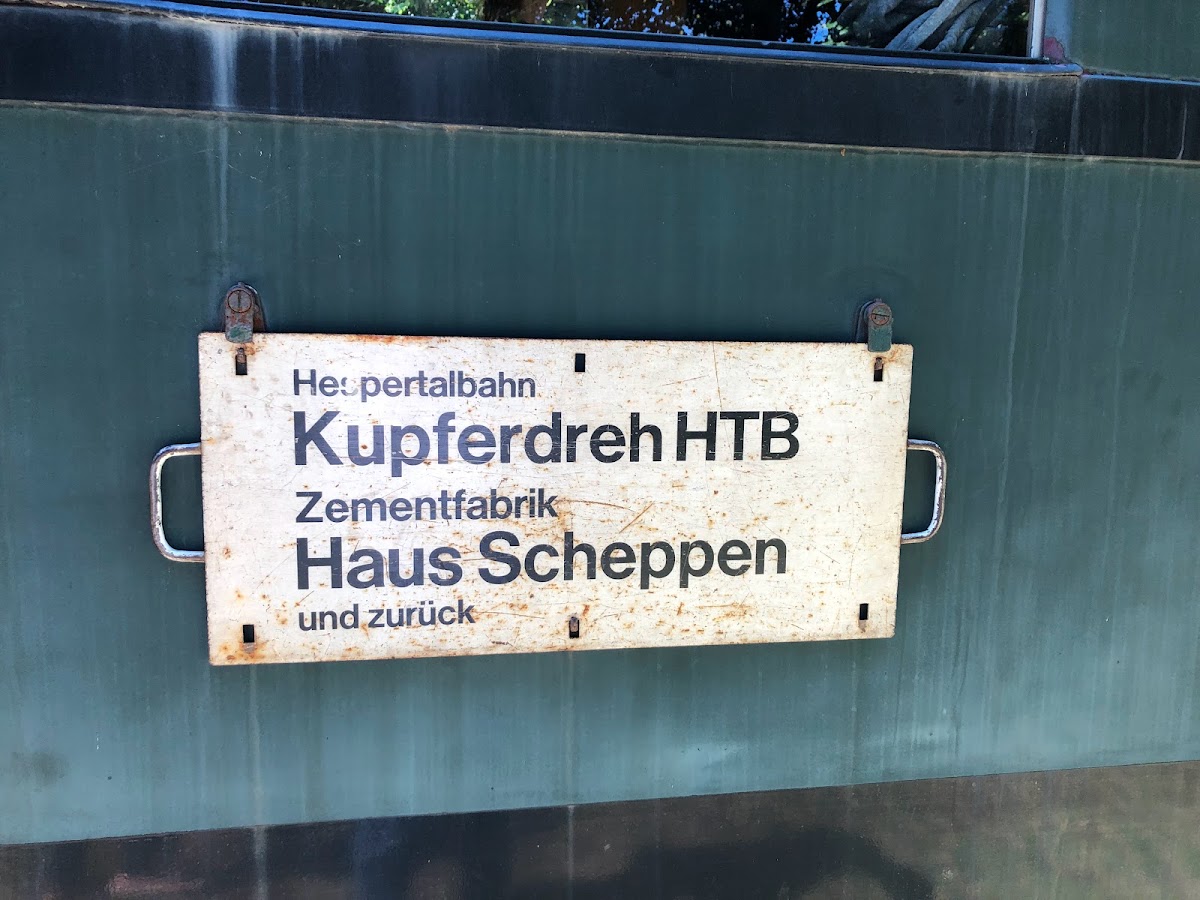 Hespertalbahn
Kupferdreh HTB
Zementfabrik
Haus Scheppen
und zurück